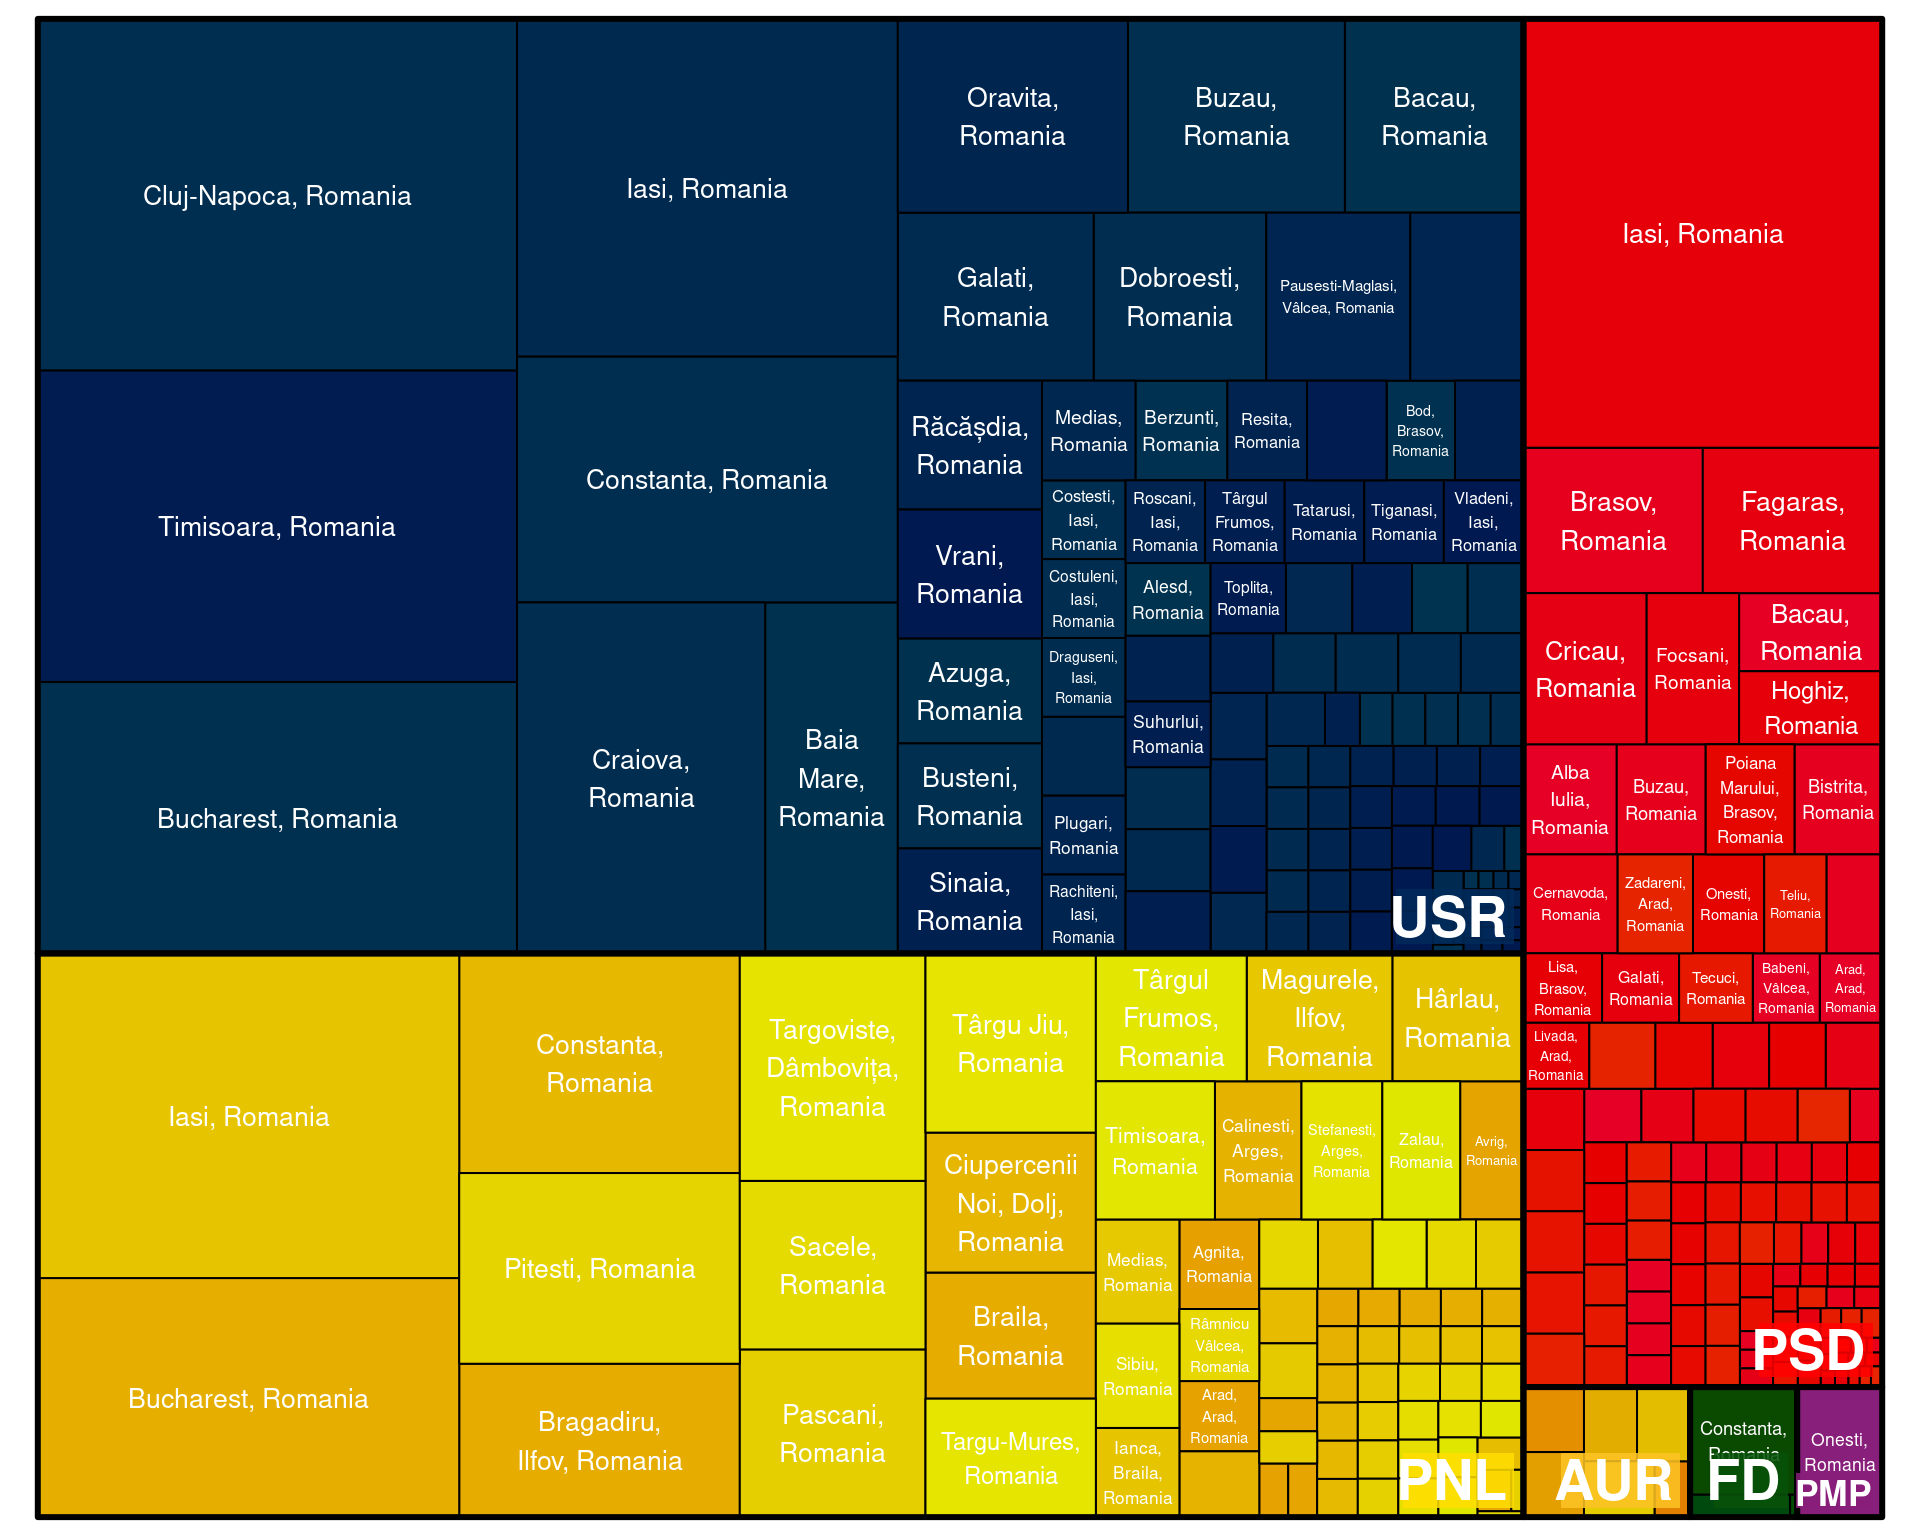 Cluj-Napoca, Romania
Timisoara, Romania
Bucharest, Romania
Iasi, Romania
Constanta, Romania
Craiova,
Romania
Baia
Mare,
Romania
Oravita,
Romania
Buzau,
Romania
Bacau,
Romania
Galati,
Romania
Dobroesti,
Romania
Pausesti-Maglasi,
Vâlcea, Romania
Răcășdia,
Romania
Vrani,
Romania
Azuga,
Romania
Busteni,
Romania
Sinaia,
Romania
Medias,
Romania
Berzunti,
Romania
Resita,
Romania
Bod,
Brasov,
Romania
Costesti,
Iasi,
Romania
Roscani,
Iasi,
Romania
Târgul
Frumos,
Romania
Tatarusi,
Romania
Tiganasi,
Romania
Vladeni,
Iasi,
Romania
Costuleni,
Iasi,
Romania
Alesd,
Romania
Toplita,
Romania
Draguseni,
Iasi,
Romania
Suhurlui,
Romania
Plugari,
Romania
Rachiteni,
Iasi,
Romania
USR
Iasi, Romania
Brasov,
Romania
Fagaras,
Romania
Cricau,
Romania
Focsani,
Romania
Bacau,
Romania
Hoghiz,
Romania
Alba
Iulia,
Romania
Buzau,
Romania
Poiana
Marului,
Brasov,
Romania
Bistrita,
Romania
Cernavoda,
Romania
Zadareni,
Arad,
Romania
Onesti,
Romania
Teliu,
Romania
Lisa,
Brasov,
Romania
Galati,
Romania
Tecuci,
Romania
Babeni,
Vâlcea,
Romania
Arad,
Arad,
Romania
Livada,
Arad,
Romania
PSD
Iasi, Romania
Bucharest, Romania
Constanta,
Romania
Pitesti, Romania
Bragadiru,
Ilfov, Romania
Targoviste,
Dâmbovița,
Romania
Sacele,
Romania
Pascani,
Romania
Târgu Jiu,
Romania
Ciupercenii
Noi, Dolj,
Romania
Braila,
Romania
Targu-Mures,
Romania
Târgul
Frumos,
Romania
Magurele,
Ilfov,
Romania
Hârlau,
Romania
Timisoara,
Romania
Calinesti,
Arges,
Romania
Stefanesti,
Arges,
Romania
Zalau,
Romania
Avrig,
Romania
Medias,
Romania
Agnita,
Romania
Sibiu,
Romania
Râmnicu
Vâlcea,
Romania
Arad,
Arad,
Romania
Ianca,
Braila,
Romania
PNL
AUR
Constanta,
Romania
FD
Onesti,
Romania
PMP